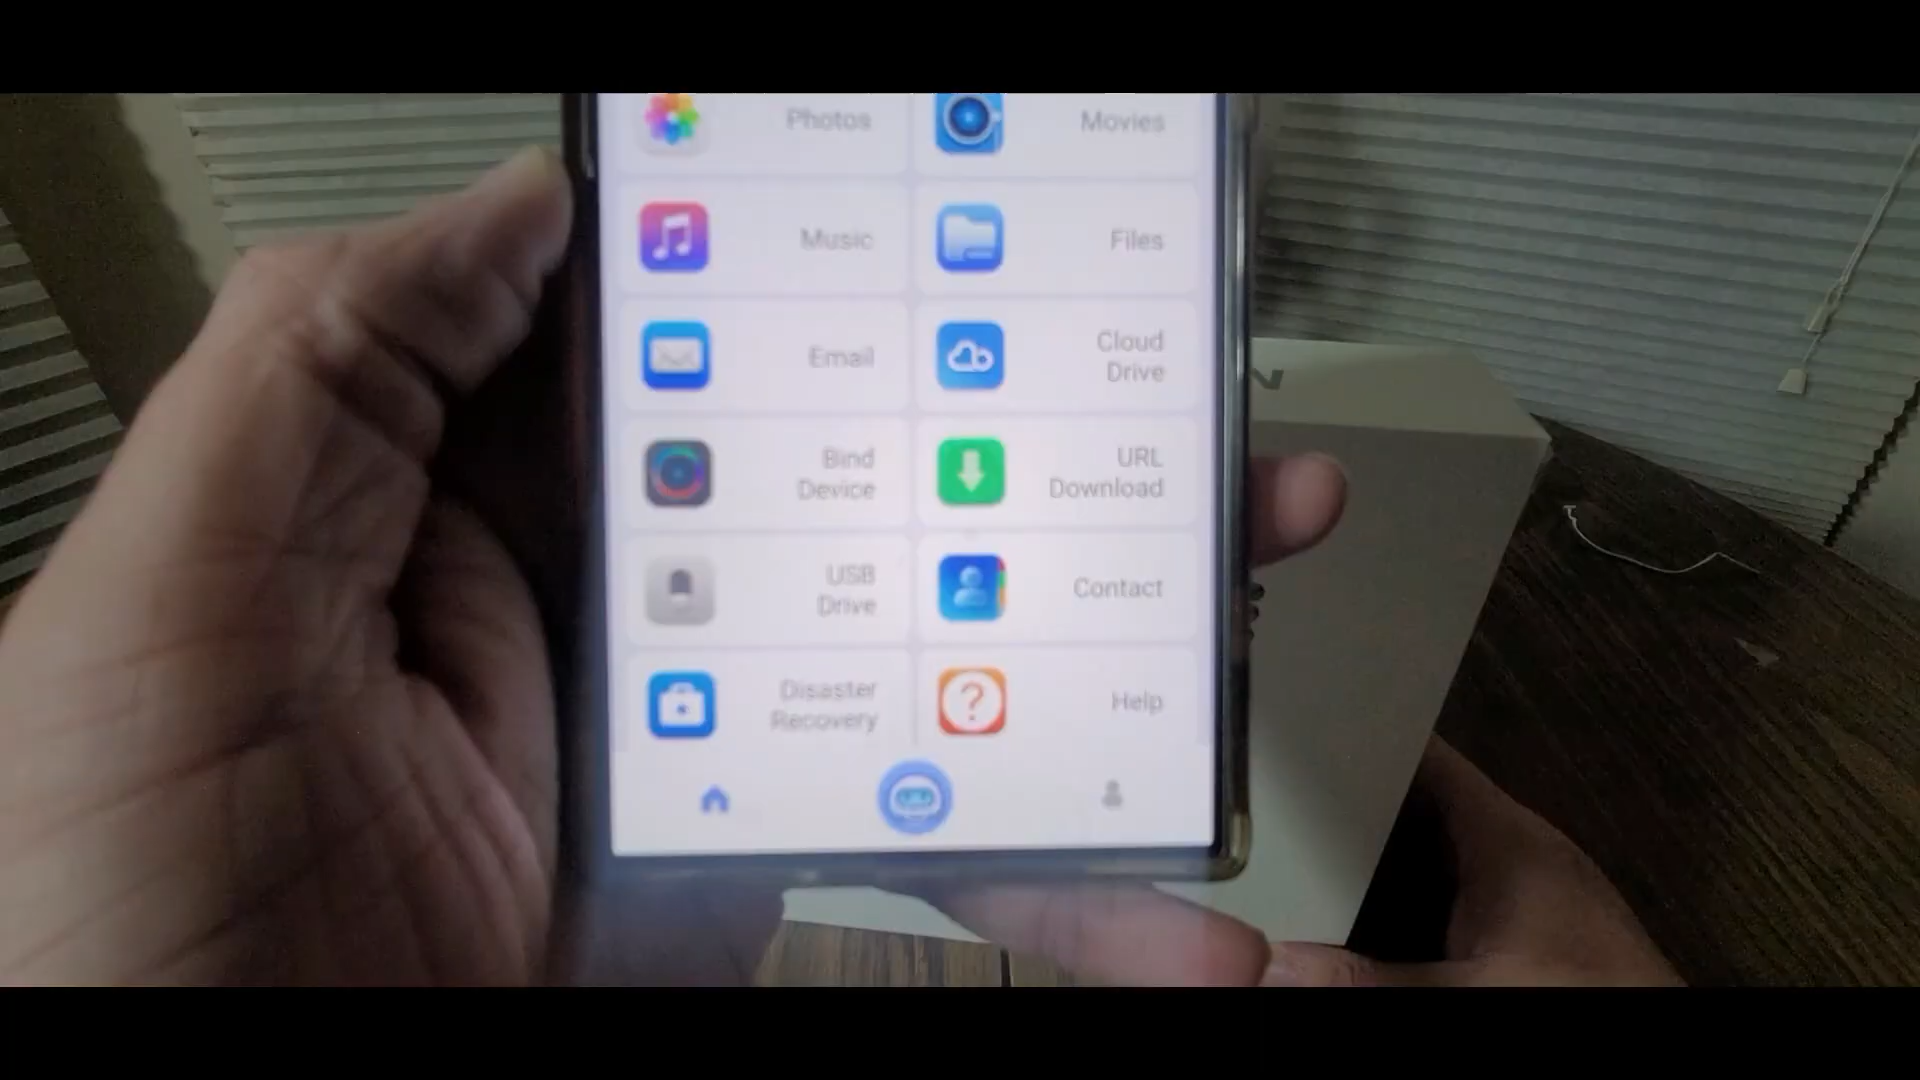 Photos
Movies
Music
Files
Email
Cloud
Drive
Bind
Device
URL
Download
USB
Drive
Contact
Disaster
Recovery
Help
N